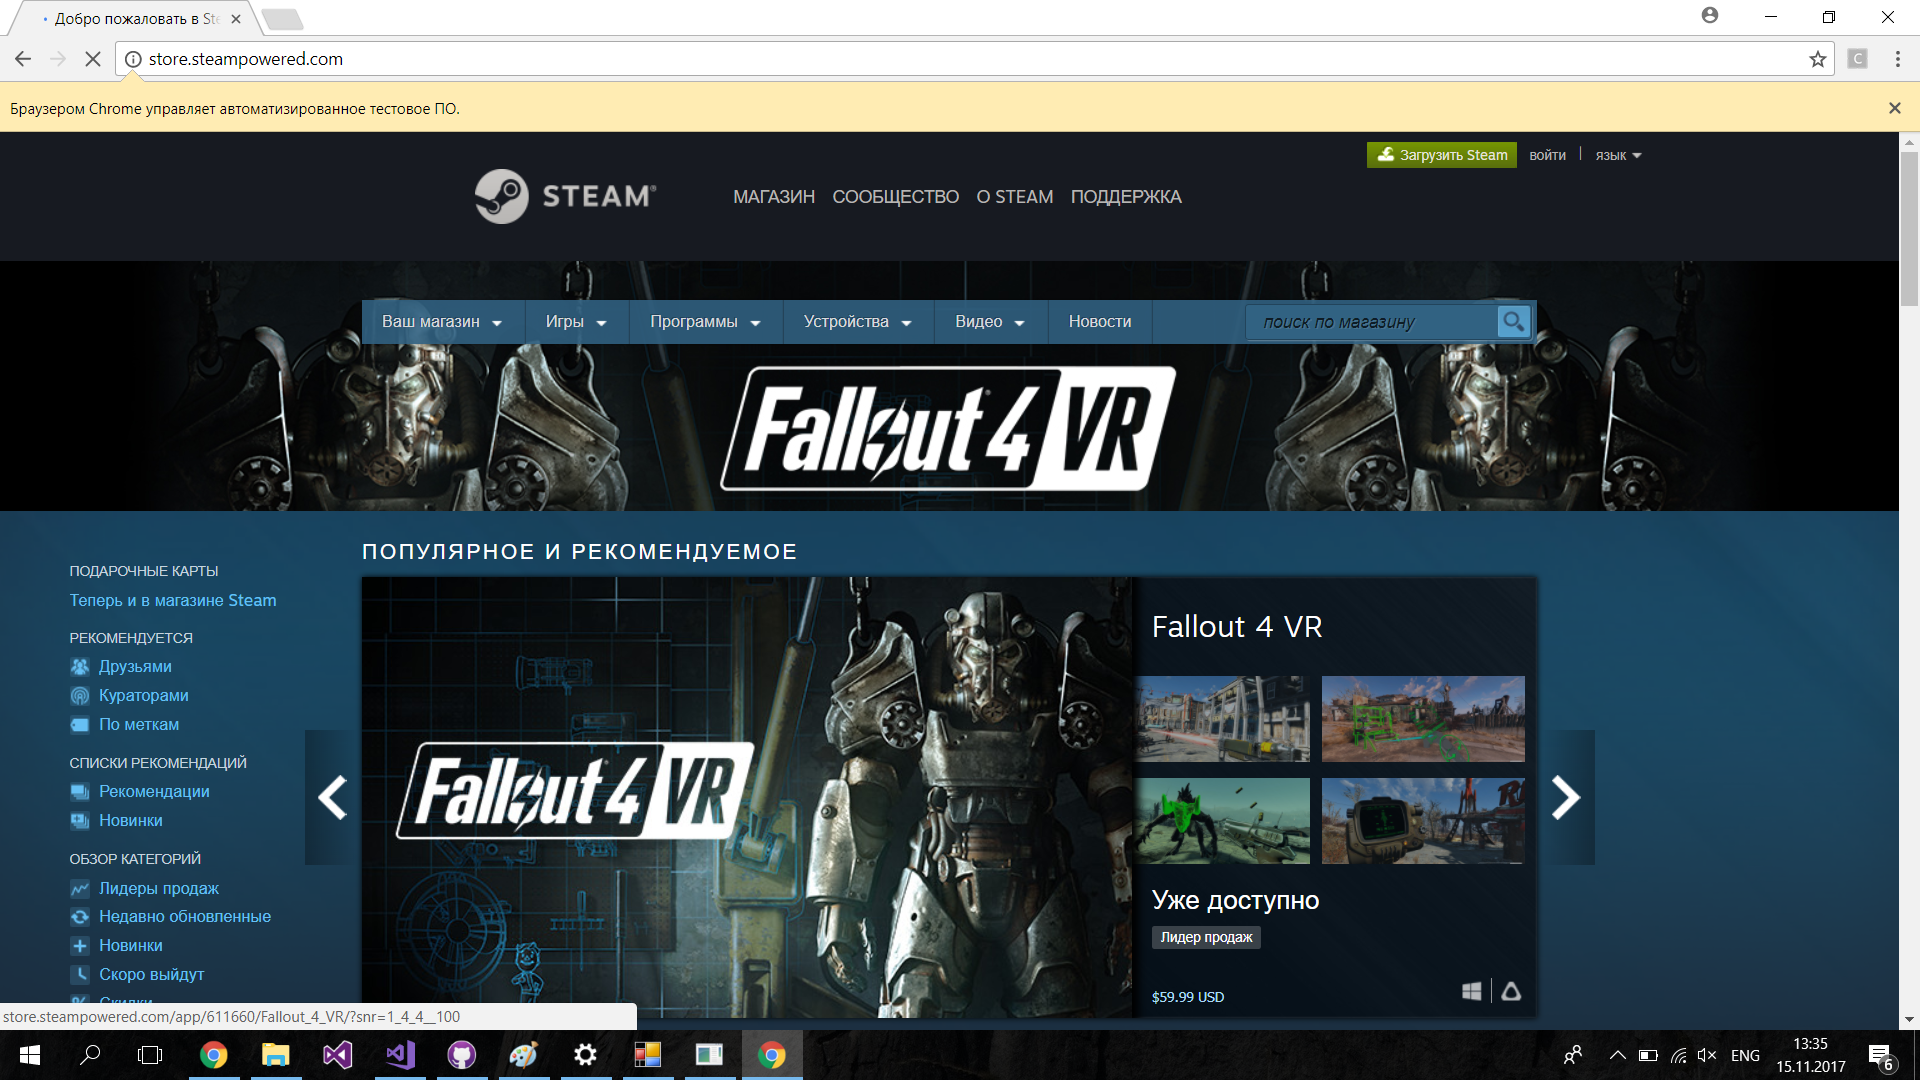 Добро пожаловать в Ste
store.steampowered.com
C
Браузером Chrome управляет автоматизированное тестовое ПО.
Загрузить Steam войти язык
STEAM® МАГАЗИН СООБЩЕСТВО О STEAM ПОДДЕРЖКА
Ваш магазин Игры Программы Устройства Видео Новости поиск по магазину
Fallout 4 VR
ПОПУЛЯРНОЕ И РЕКОМЕНДУЕМОЕ
ПОДАРОЧНЫЕ КАРТЫ
Теперь и в магазине Steam
РЕКОМЕНДУЕТСЯ
Друзьями
Кураторами
По меткам
СПИСКИ РЕКОМЕНДАЦИЙ
Рекомендации
Новинки
ОБЗОР КАТЕГОРИЙ
Лидеры продаж
Недавно обновленные
Новинки
Скоро выйдут
Скидки
Fallout 4 VR
Fallout 4 VR
Уже доступно
Лидер продаж
$59.99 USD
store.steampowered.com/app/611660/Fallout_4_VR/?snr=1_4_4__100
ENG
13:35
15.11.2017
6